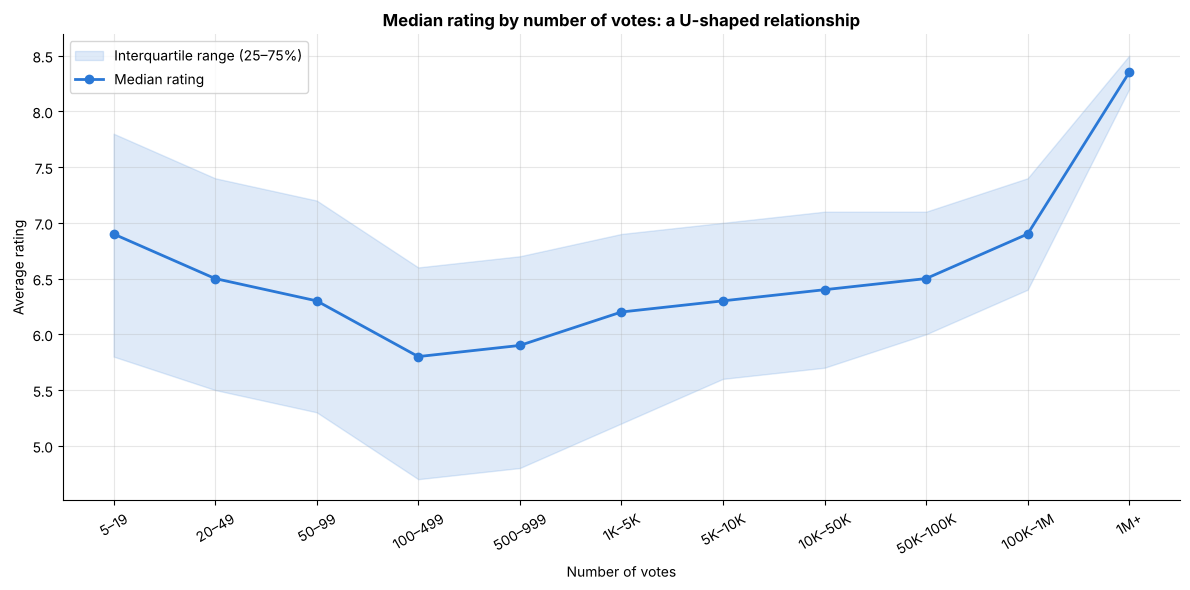 Median rating by number of votes: a U-shaped relationship
Interquartile range (25–75%)
Median rating
Average rating
8.5
8.0
7.5
7.0
6.5
6.0
5.5
5.0
5–19
20–49
50–99
100–499
500–999
1K–5K
5K–10K
10K–50K
50K–100K
100K–1M
1M+
Number of votes